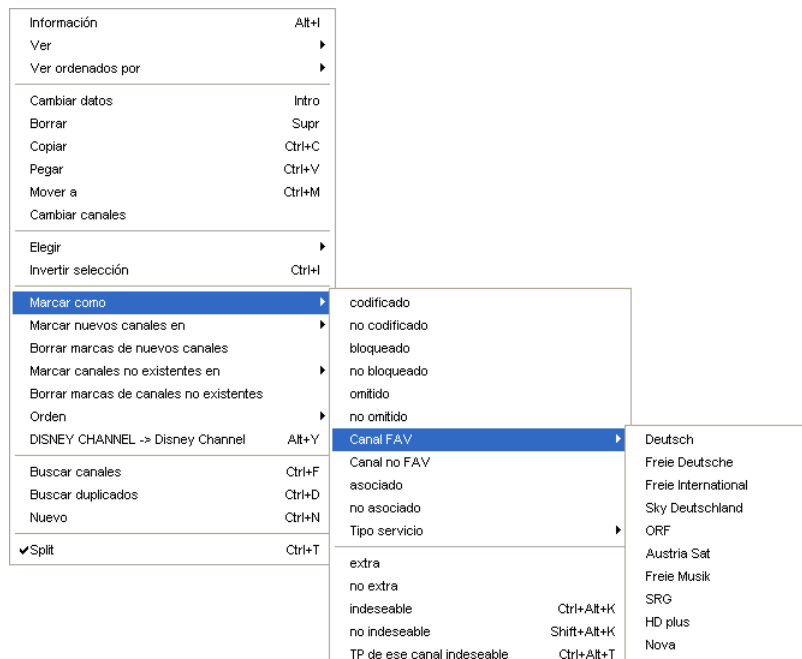 Información Alt+I
Ver
Ver ordenados por
Cambiar datos Intro
Borrar Supr
Copiar Ctrl+C
Pegar Ctrl+V
Mover a Ctrl+M
Cambiar canales
Elegir
Invertir selección Ctrl+I
Marcar como
Marcar nuevos canales en
Borrar marcas de nuevos canales
Marcar canales no existentes en
Borrar marcas de canales no existentes
Orden
DISNEY CHANNEL -> Disney Channel Alt+Y
Buscar canales Ctrl+F
Buscar duplicados Ctrl+D
Nuevo Ctrl+N
Split Ctrl+T
codificado
no codificado
bloqueado
no bloqueado
omitido
no omitido
Canal FAV
Canal no FAV
asociado
no asociado
Tipo servicio
extra
no extra
indeseable Ctrl+Alt+K
no indeseable Shift+Alt+K
TP de ese canal indeseable Ctrl+Alt+T
Deutsch
Freie Deutsche
Freie International
Sky Deutschland
ORF
Austria Sat
Freie Musik
SRG
HD plus
Nova